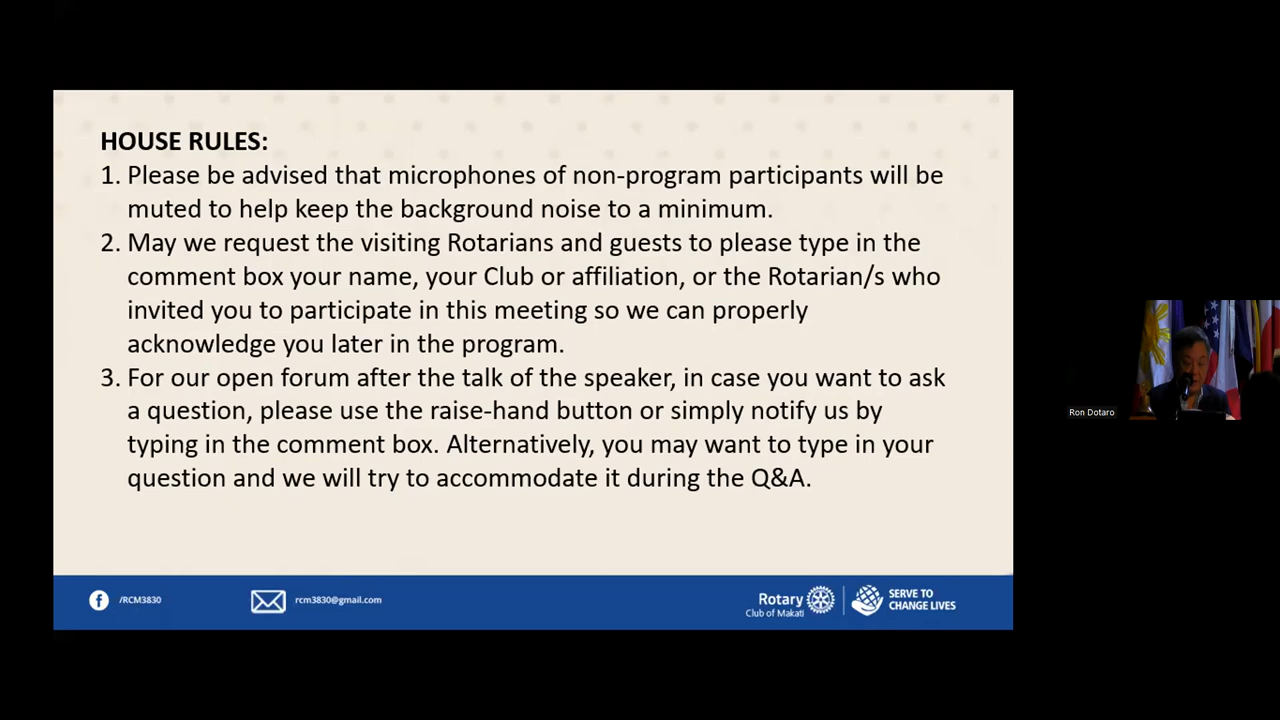 HOUSE RULES:
1. Please be advised that microphones of non-program participants will be
muted to help keep the background noise to a minimum.
2. May we request the visiting Rotarians and guests to please type in the
comment box your name, your Club or affiliation, or the Rotarian/s who
invited you to participate in this meeting so we can properly
acknowledge you later in the program.
3. For our open forum after the talk of the speaker, in case you want to ask
a question, please use the raise-hand button or simply notify us by
typing in the comment box. Alternatively, you may want to type in your
question and we will try to accommodate it during the Q&A.
/RCM3830
rcm3830@gmail.com
Rotary
Club of Makati
SERVE TO
CHANGE LIVES
Ron Dotaro